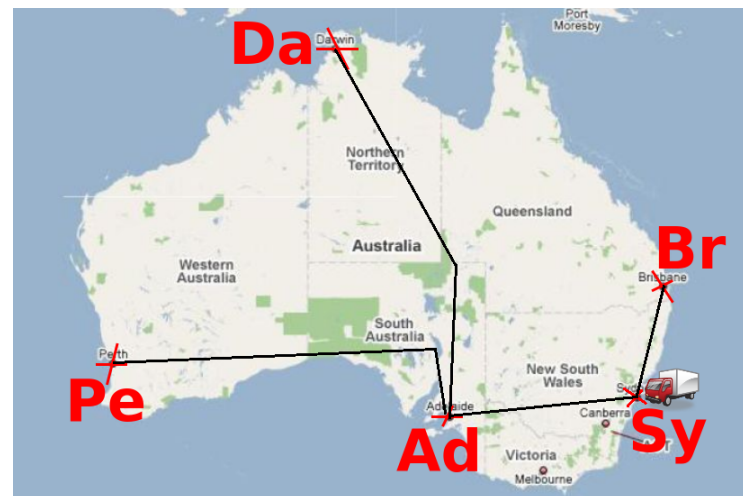 Port
Moresby
Da
Darwin
Northern
Territory
Queensland
Br
Australia
Western
Australia
Brisbane
South
Australia
Perth
New South
Wales
Pe
Adelaide
Canberra
Sy
Ad
Victoria
Melbourne